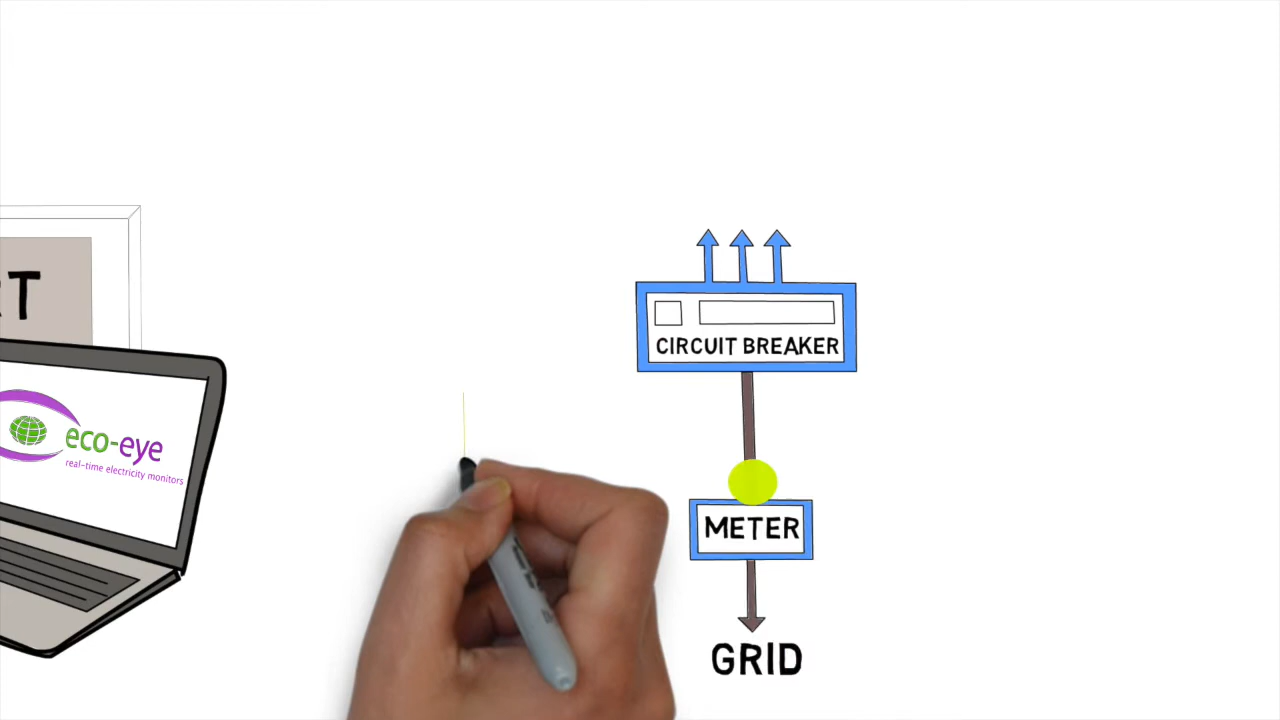 RT
eco-eye
real-time electricity monitors
CIRCUIT BREAKER
METER
GRID